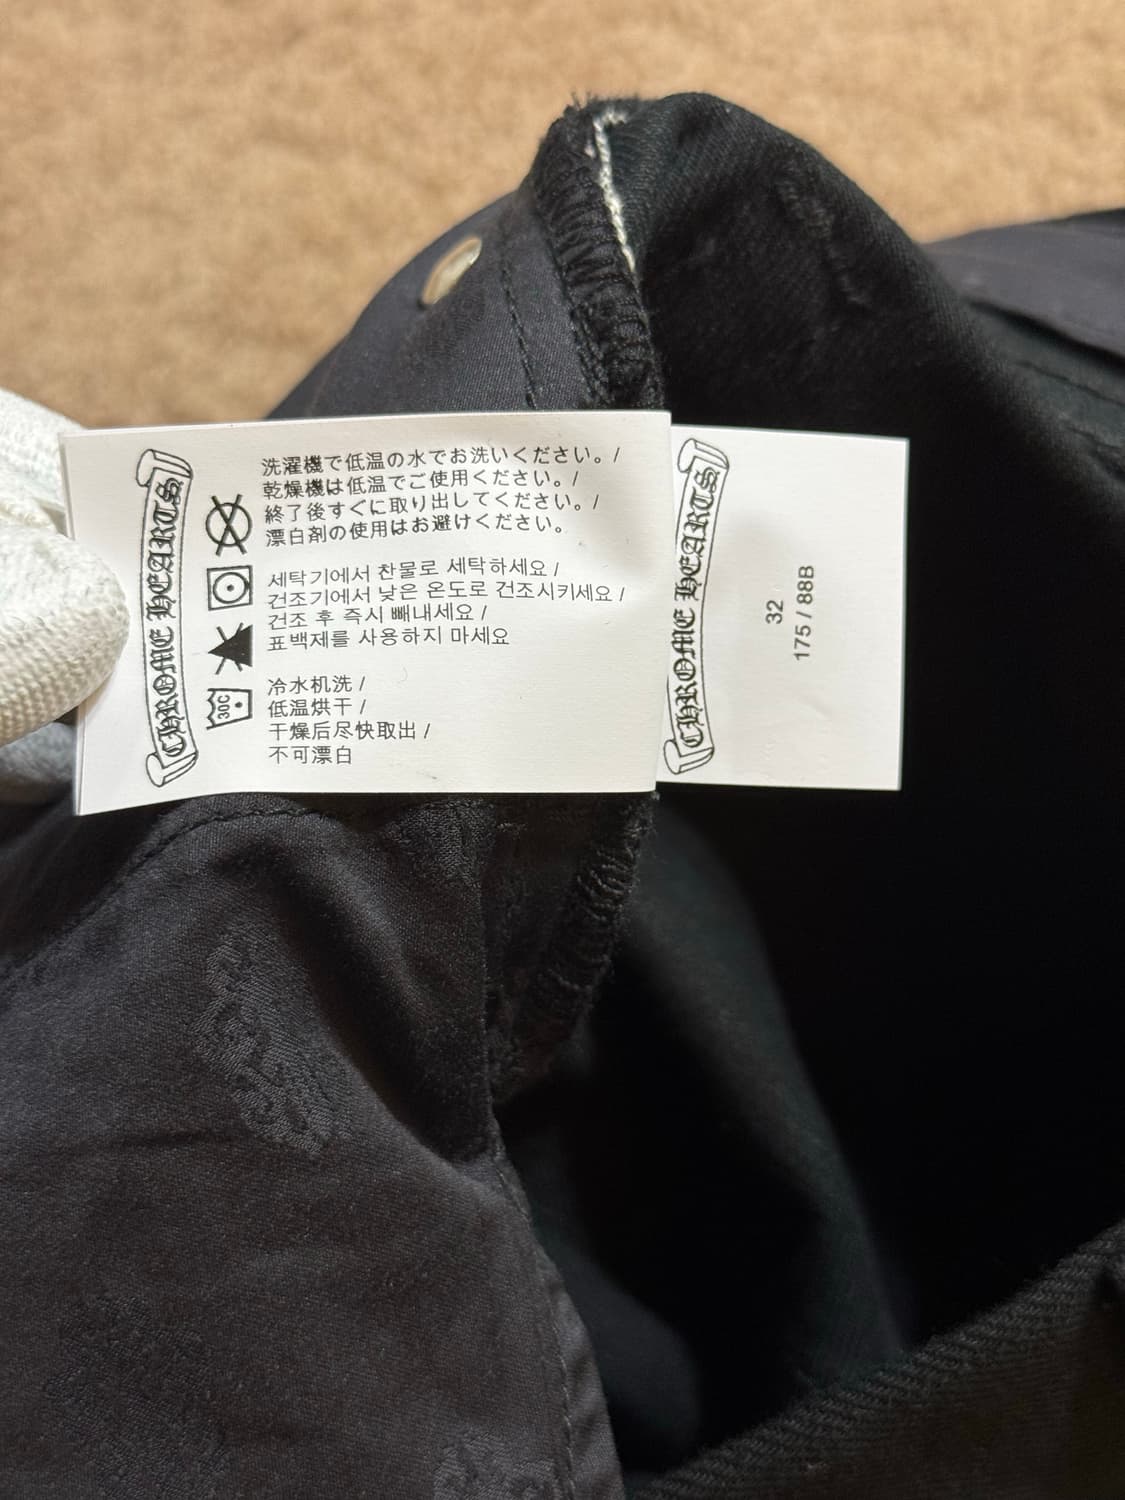 CHROME HEARTS
洗濯機で低温の水でお洗いください。/
乾燥機は低温でご使用ください。/
終了後すぐに取り出してください。/
漂白剤の使用はお避けください。
세탁기에서 찬물로 세탁하세요 /
건조기에서 낮은 온도로 건조시키세요 /
건조 후 즉시 빼내세요 /
표백제를 사용하지 마세요
冷水机洗 /
低温烘干 /
干燥后尽快取出 /
不可漂白
30C
CHROME HEARTS
32
175 / 88B